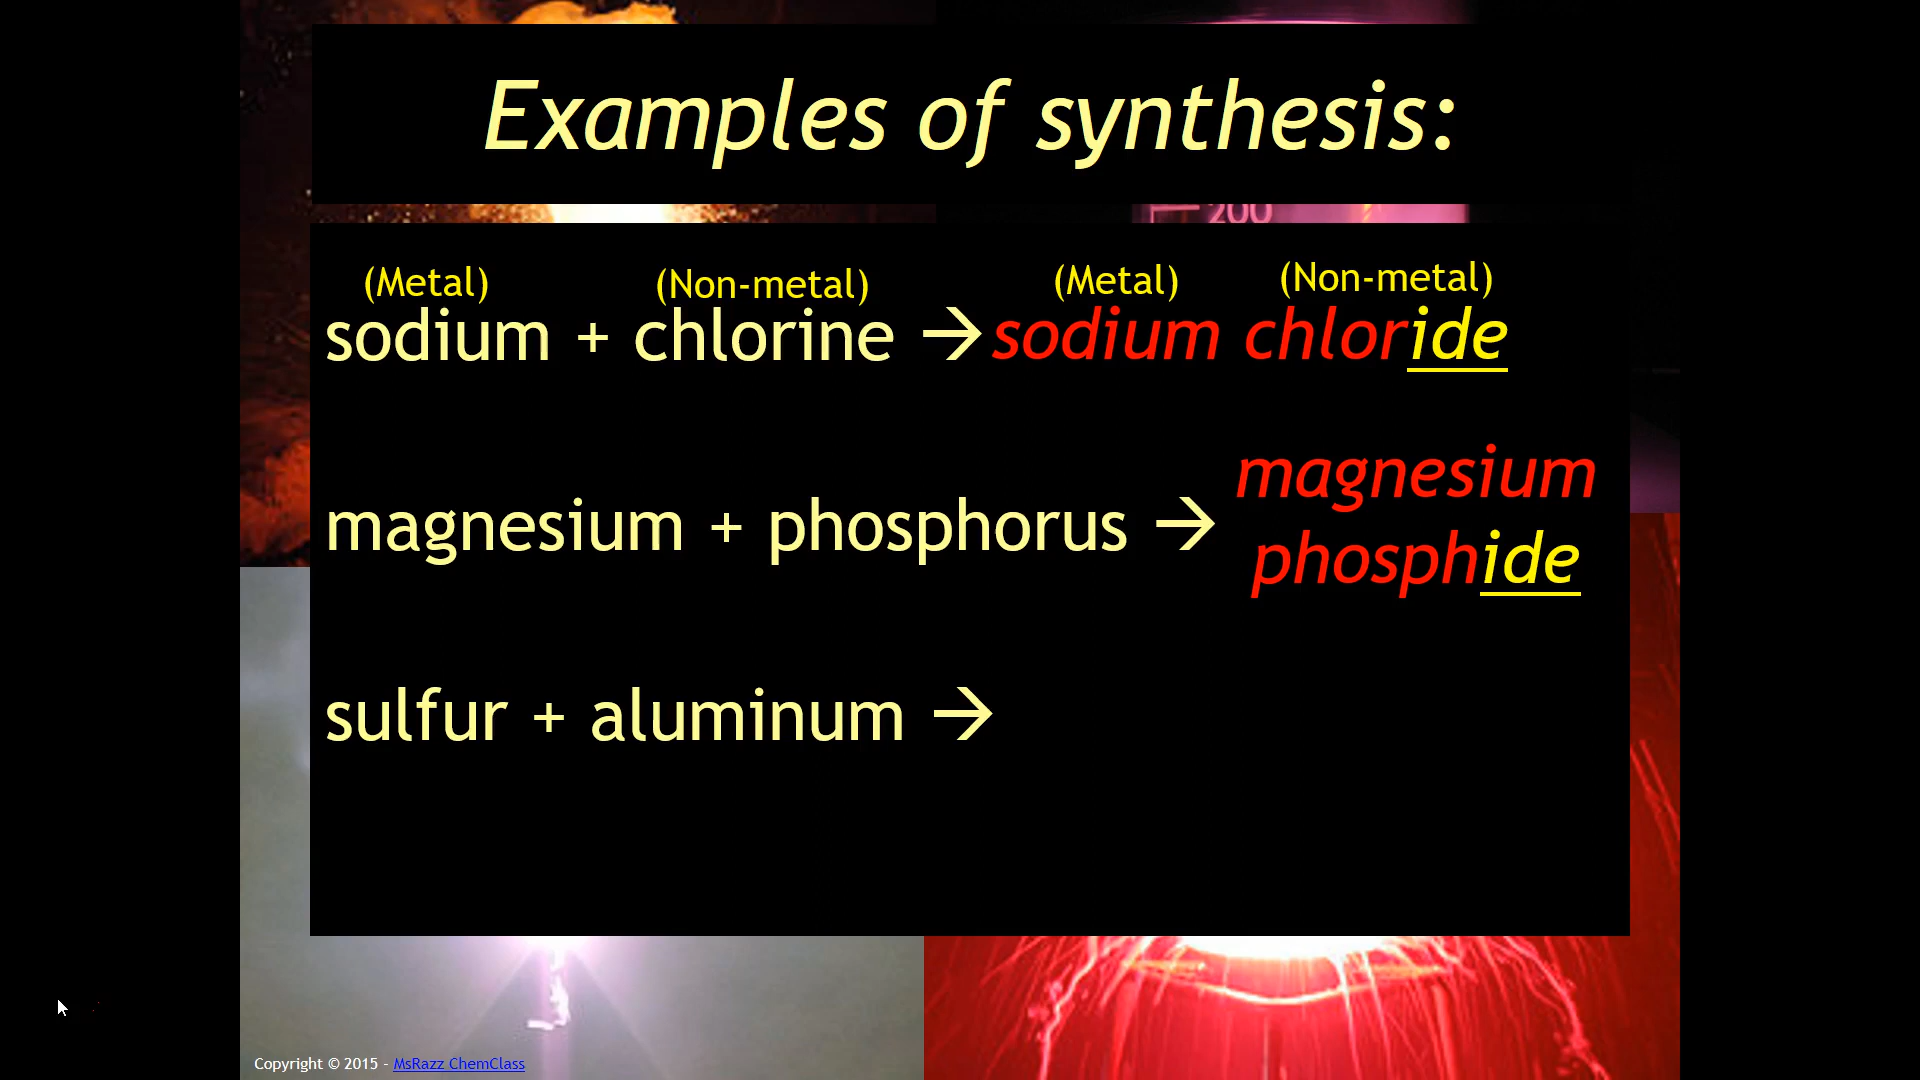 Examples of synthesis:
200
(Metal) (Non-metal) (Metal) (Non-metal)
sodium + chlorine → sodium chloride
magnesium + phosphorus → magnesium
phosphide
sulfur + aluminum →
Copyright © 2015 - MsRazz ChemClass